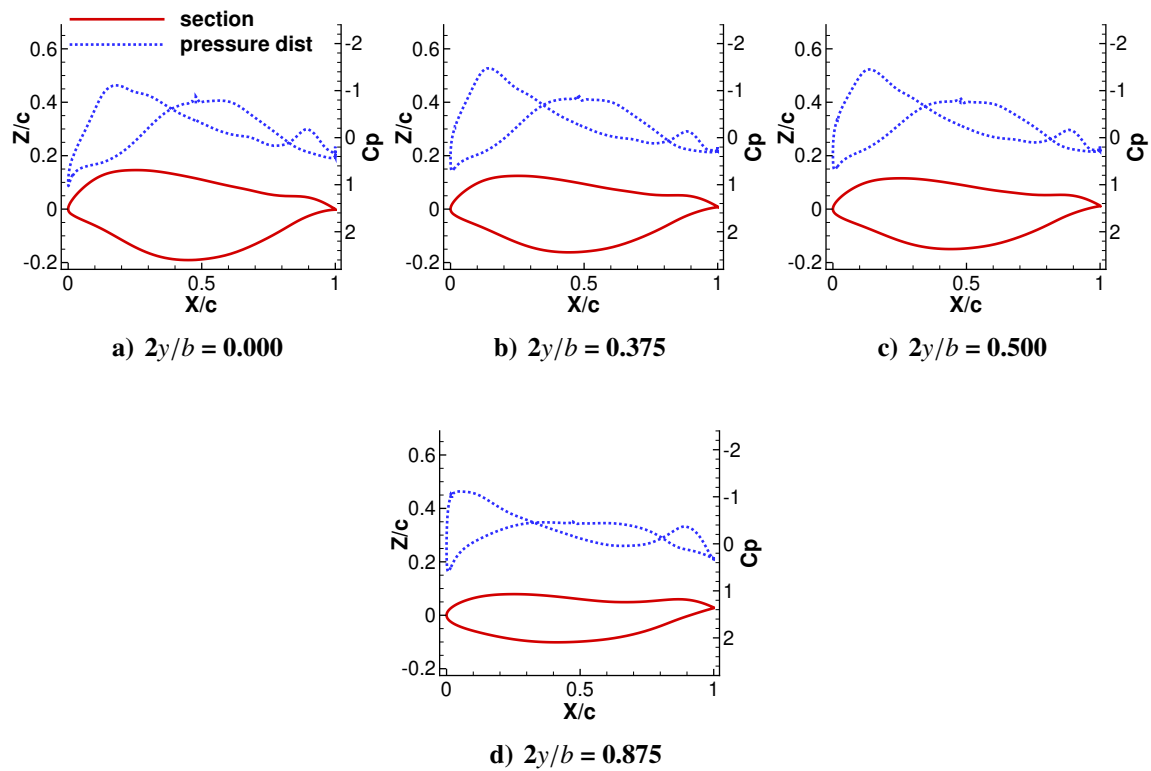 section
pressure dist
0.6
0.4
0.2
0
-0.2
Z/c
-2
-1
0
1
2
Cp
0
0.5
1
X/c
a) 2y/b = 0.000
0.6
0.4
0.2
0
-0.2
Z/c
-2
-1
0
1
2
Cp
0
0.5
1
X/c
b) 2y/b = 0.375
0.6
0.4
0.2
0
-0.2
Z/c
-2
-1
0
1
2
Cp
0
0.5
1
X/c
c) 2y/b = 0.500
0.6
0.4
0.2
0
-0.2
Z/c
-2
-1
0
1
2
Cp
0
0.5
1
X/c
d) 2y/b = 0.875